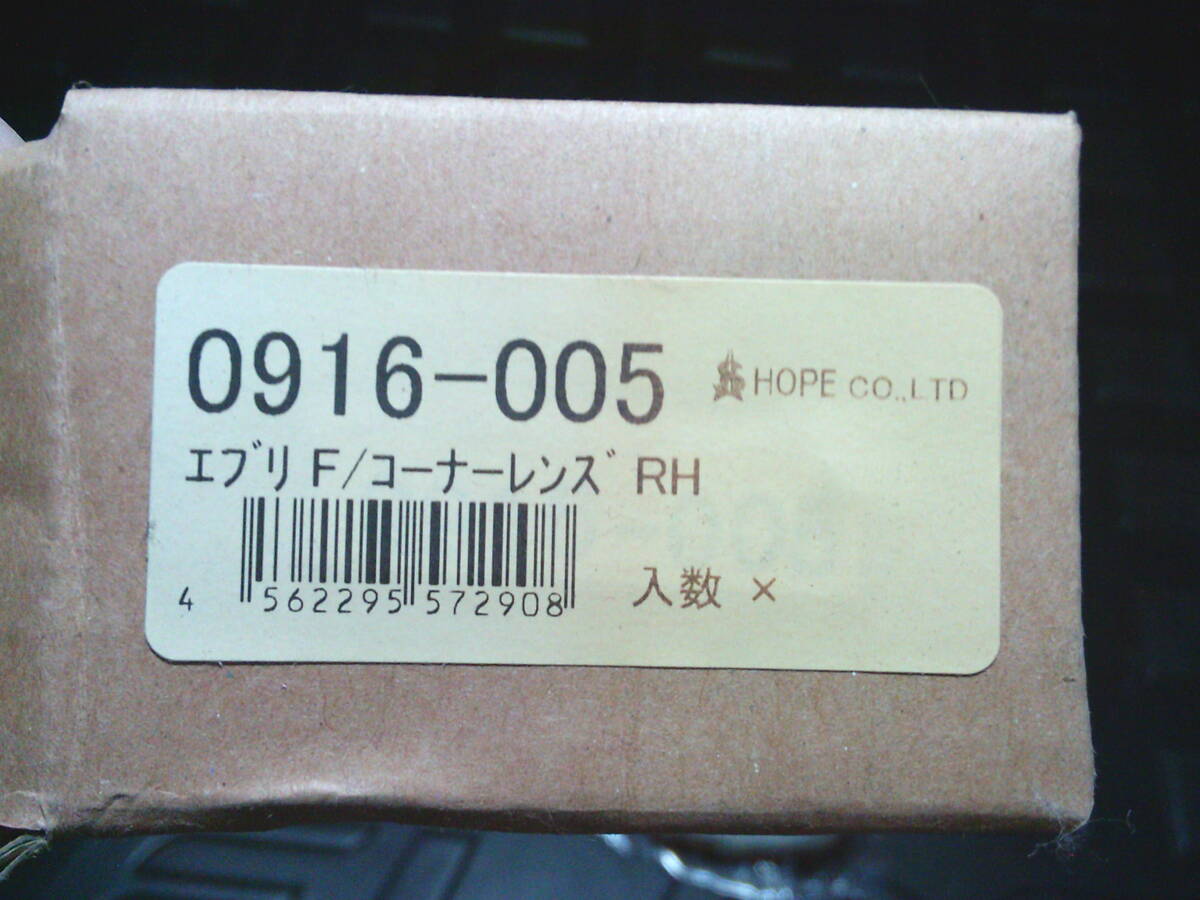 0916-005
HOPE CO.,LTD
エブリ F/コーナーレンズ RH
4 562295 572908
入数 ×